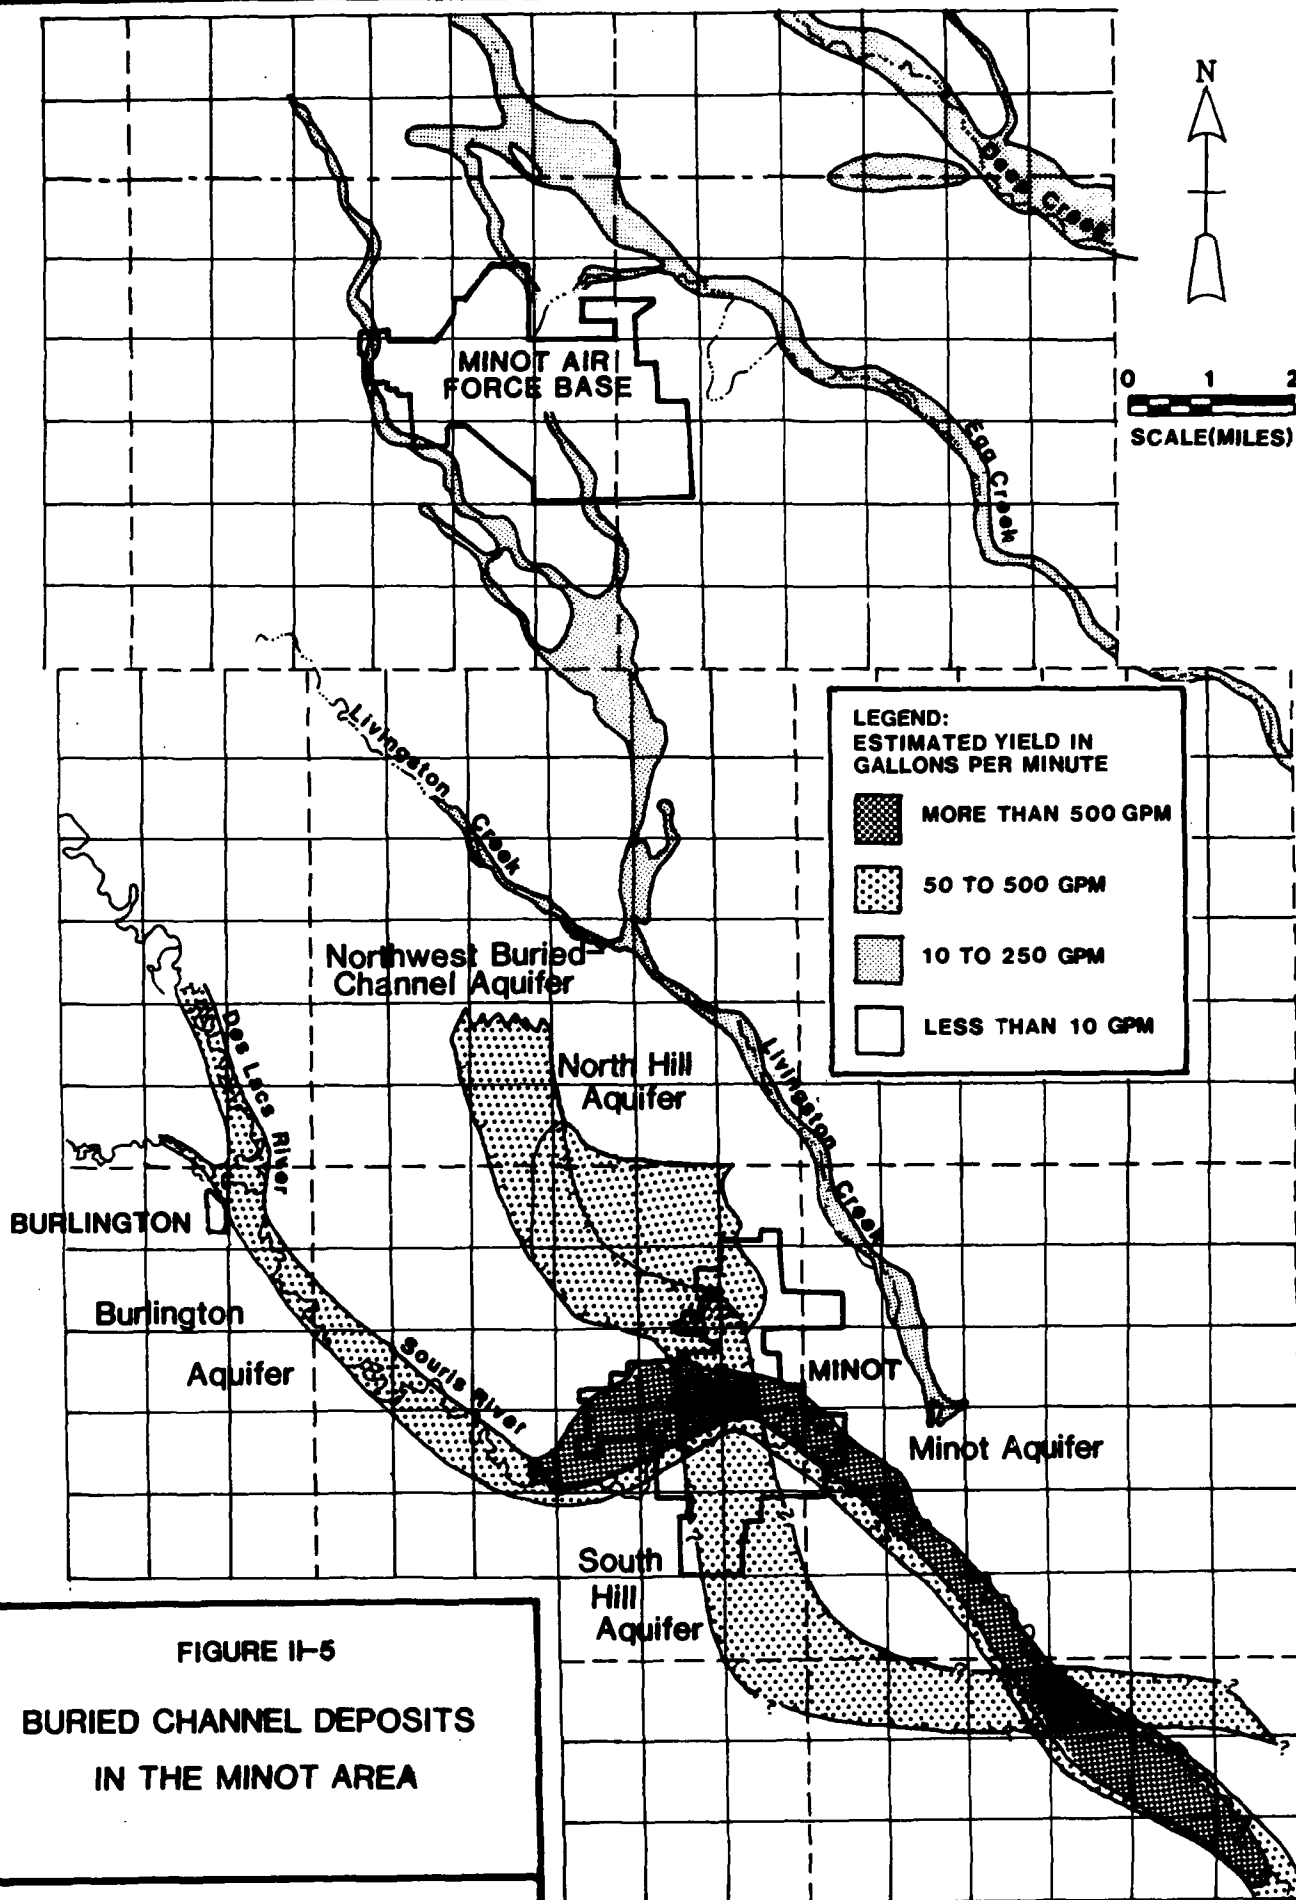 N
Deep Creek
0 1 2
SCALE(MILES)
MINOT AIR
FORCE BASE
Egg Creek
LEGEND:
ESTIMATED YIELD IN
GALLONS PER MINUTE
MORE THAN 500 GPM
50 TO 500 GPM
10 TO 250 GPM
LESS THAN 10 GPM
Livingston Creek
Northwest Buried-
Channel Aquifer
Des Lacs River
North Hill
Aquifer
Livingston Creek
BURLINGTON
Burlington
Aquifer
Souris River
MINOT
Minot Aquifer
South
Hill
Aquifer
?
?
?
?
FIGURE II-5
BURIED CHANNEL DEPOSITS
IN THE MINOT AREA